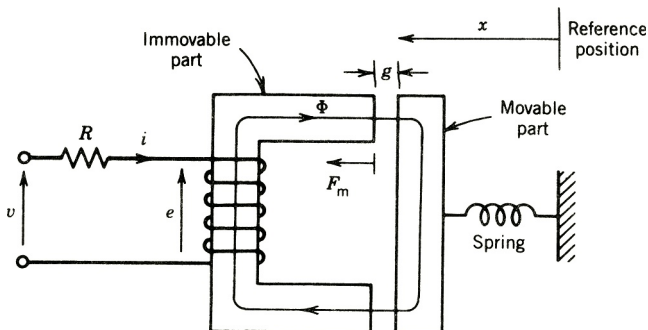 x
Reference
position
Immovable
part
g
Φ
Movable
part
R
i
F_m
v
e
Spring